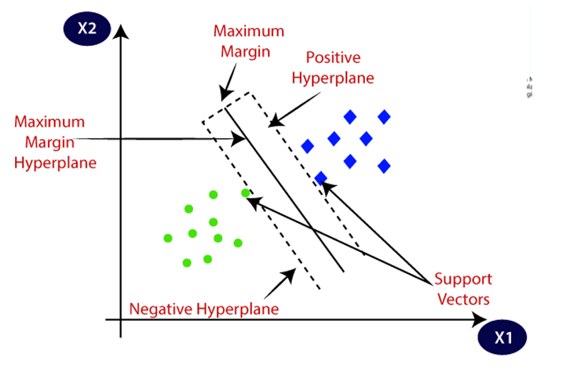 X2
Maximum
Margin
Positive
Hyperplane
Maximum
Margin
Hyperplane
Support
Vectors
Negative Hyperplane
X1